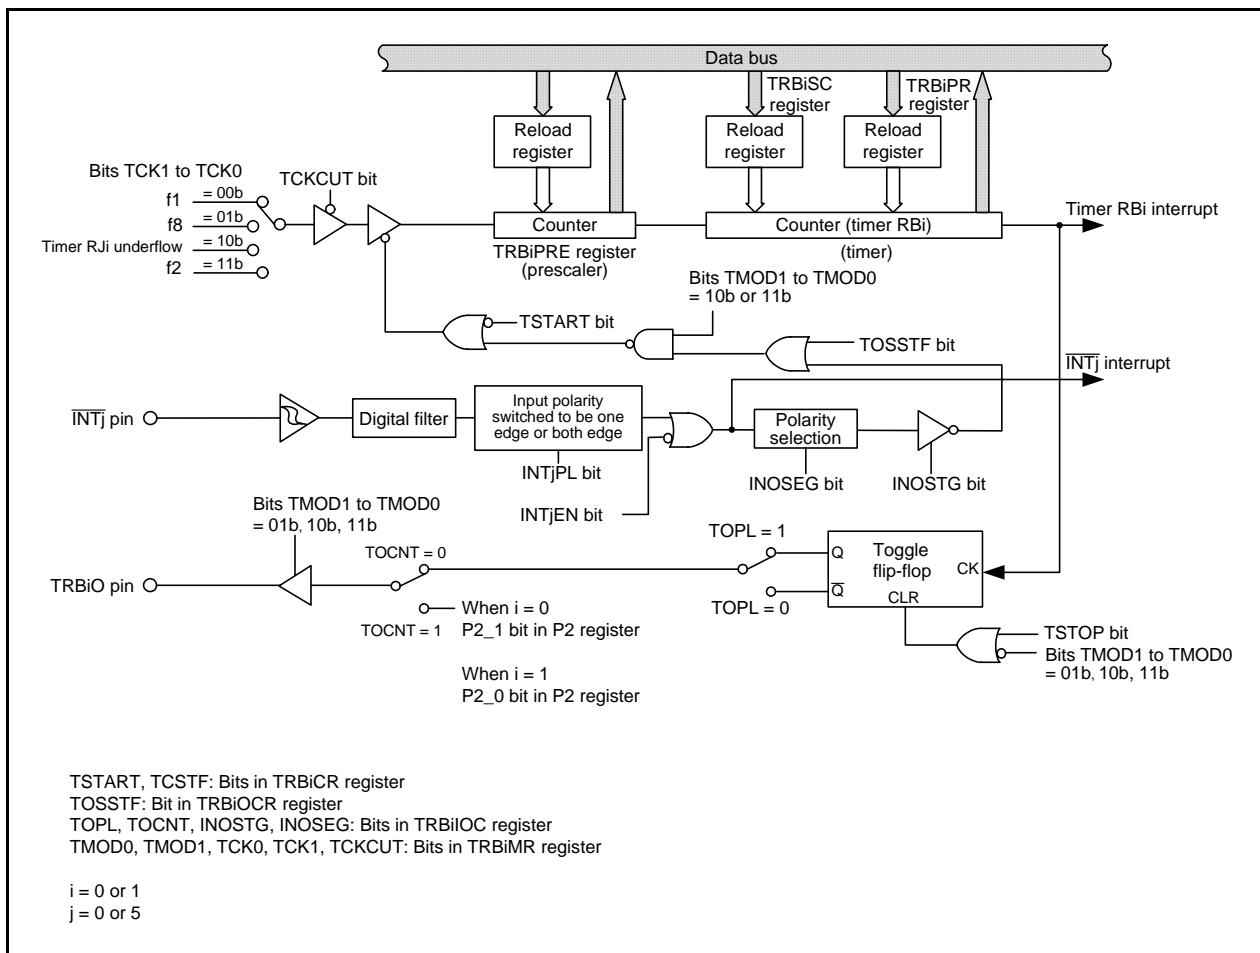 Data bus
TRBiSC
register
TRBiPR
register
Reload
register
Reload
register
Reload
register
Bits TCK1 to TCK0
f1
= 00b
f8
= 01b
Timer RJi underflow
= 10b
f2
= 11b
TCKCUT bit
Counter
TRBiPRE register
(prescaler)
Counter (timer RBi)
(timer)
Timer RBi interrupt
Bits TMOD1 to TMOD0
= 10b or 11b
TSTART bit
TOSSTF bit
INTj interrupt
INTj pin
Digital filter
Input polarity
switched to be one
edge or both edge
Polarity
selection
INTjPL bit
INOSEG bit
INOSTG bit
INTjEN bit
Bits TMOD1 to TMOD0
= 01b, 10b, 11b
TRBiO pin
TOCNT = 0
TOCNT = 1
When i = 0
P2_1 bit in P2 register
When i = 1
P2_0 bit in P2 register
TOPL = 1
TOPL = 0
Q
Q
Toggle
flip-flop
CK
CLR
TSTOP bit
Bits TMOD1 to TMOD0
= 01b, 10b, 11b
TSTART, TCSTF: Bits in TRBiCR register
TOSSTF: Bit in TRBiOCR register
TOPL, TOCNT, INOSTG, INOSEG: Bits in TRBiIOC register
TMOD0, TMOD1, TCK0, TCK1, TCKCUT: Bits in TRBiMR register
i = 0 or 1
j = 0 or 5